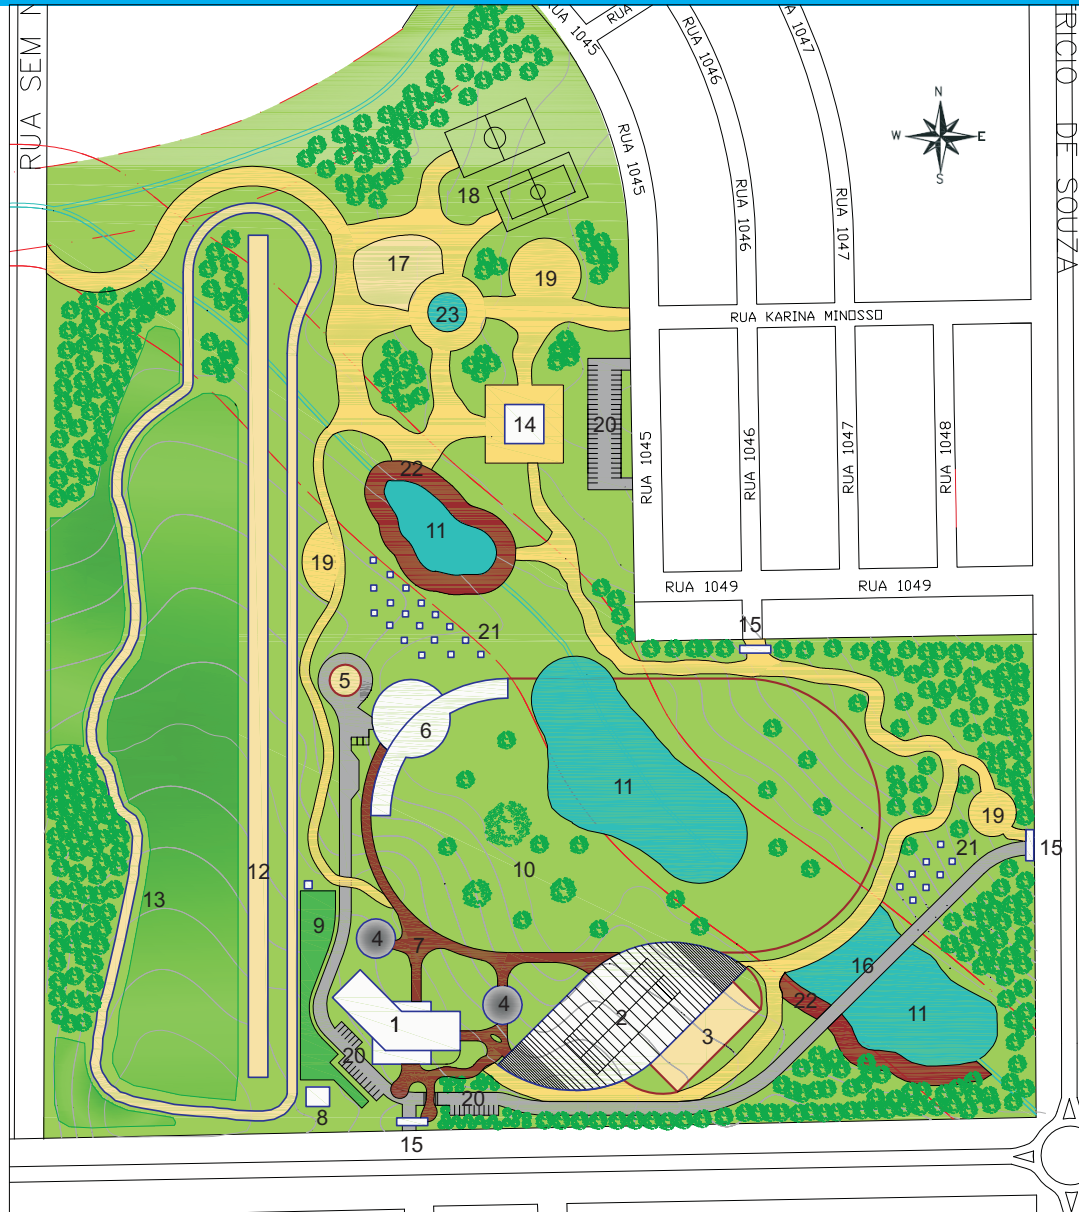 RUA SEM N
RUA 1045
RUA
RUA 1046
A 1047
RICIO DE SOUZA
N
W
E
S
RUA 1045
RUA 1046
RUA 1047
18
17
19
23
RUA KARINA MINOSSO
14
20
RUA 1045
RUA 1046
RUA 1047
RUA 1048
22
11
19
RUA 1049
RUA 1049
15
21
5
6
11
19
21
15
10
12
13
9
4
7
16
4
22
11
1
2
3
20
20
8
15